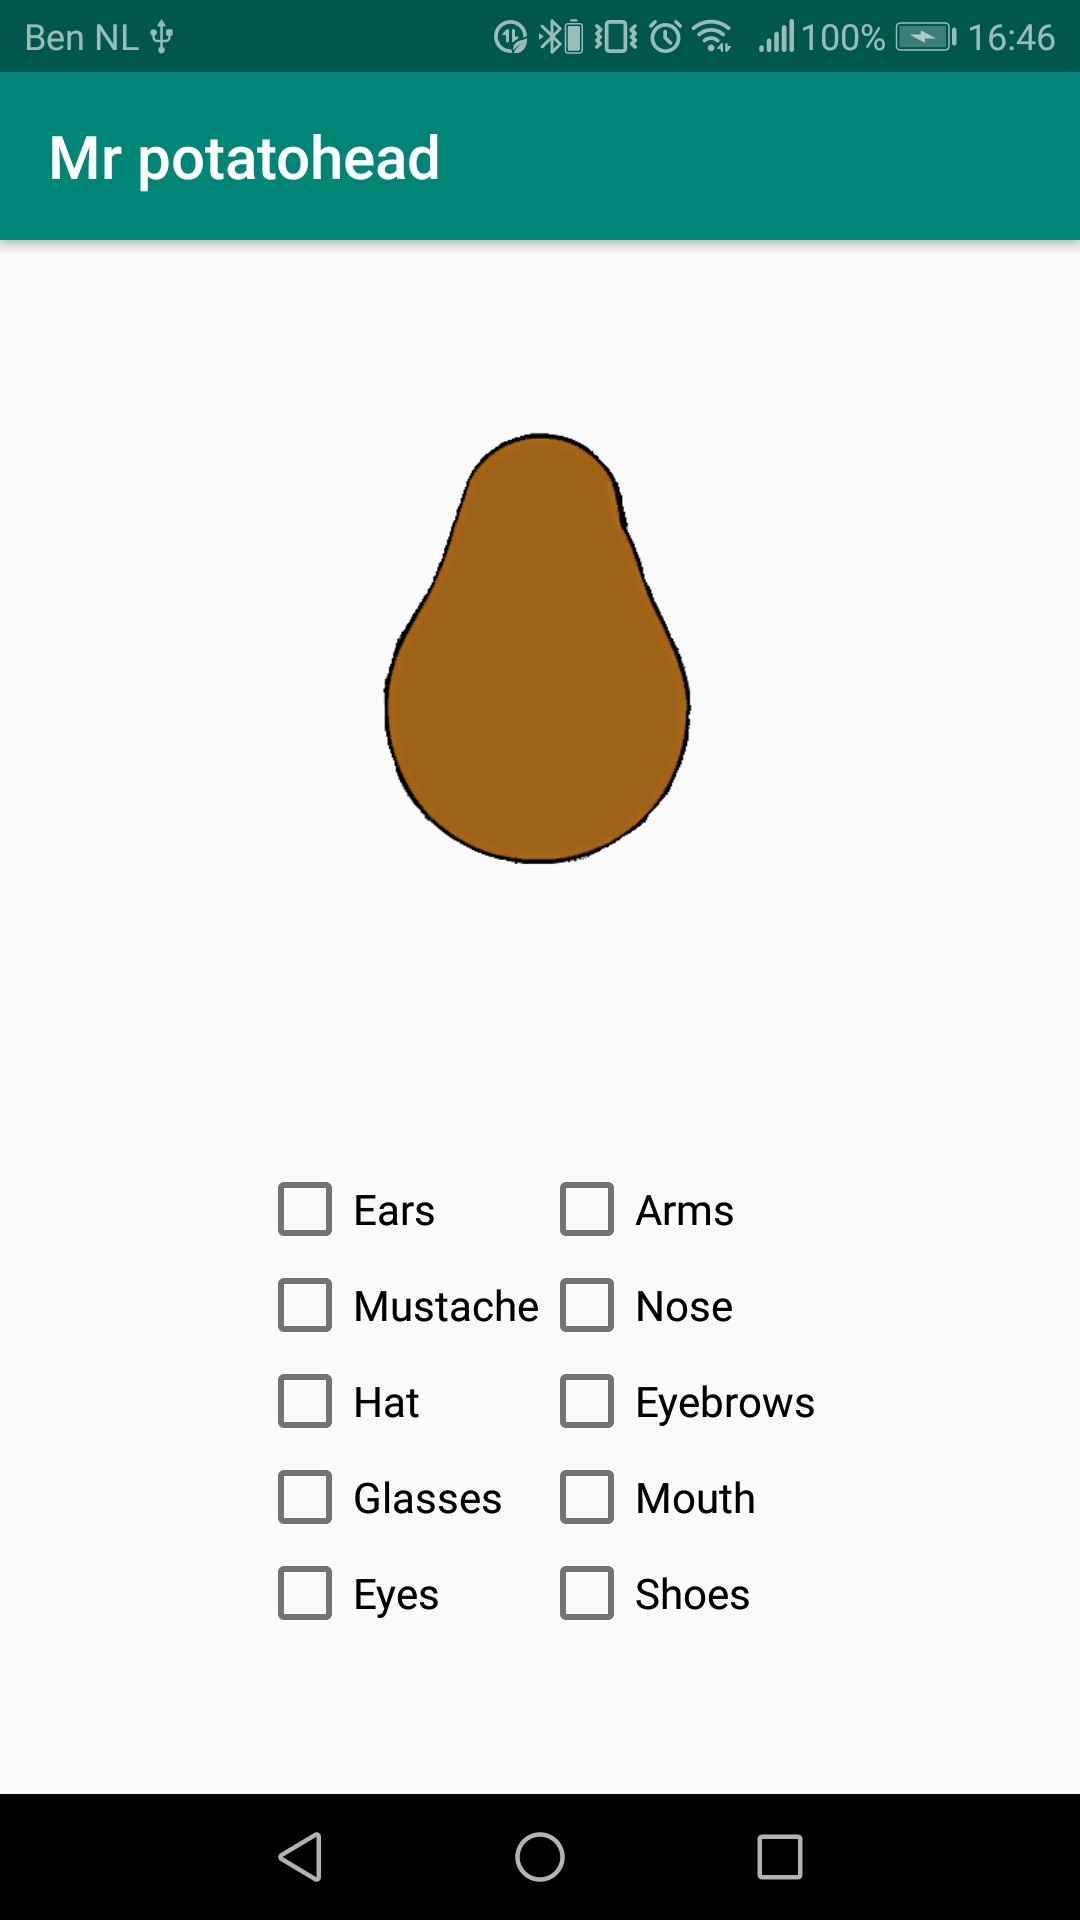 Ben NL 100% 16:46
Mr potatohead
Ears Arms
Mustache Nose
Hat Eyebrows
Glasses Mouth
Eyes Shoes